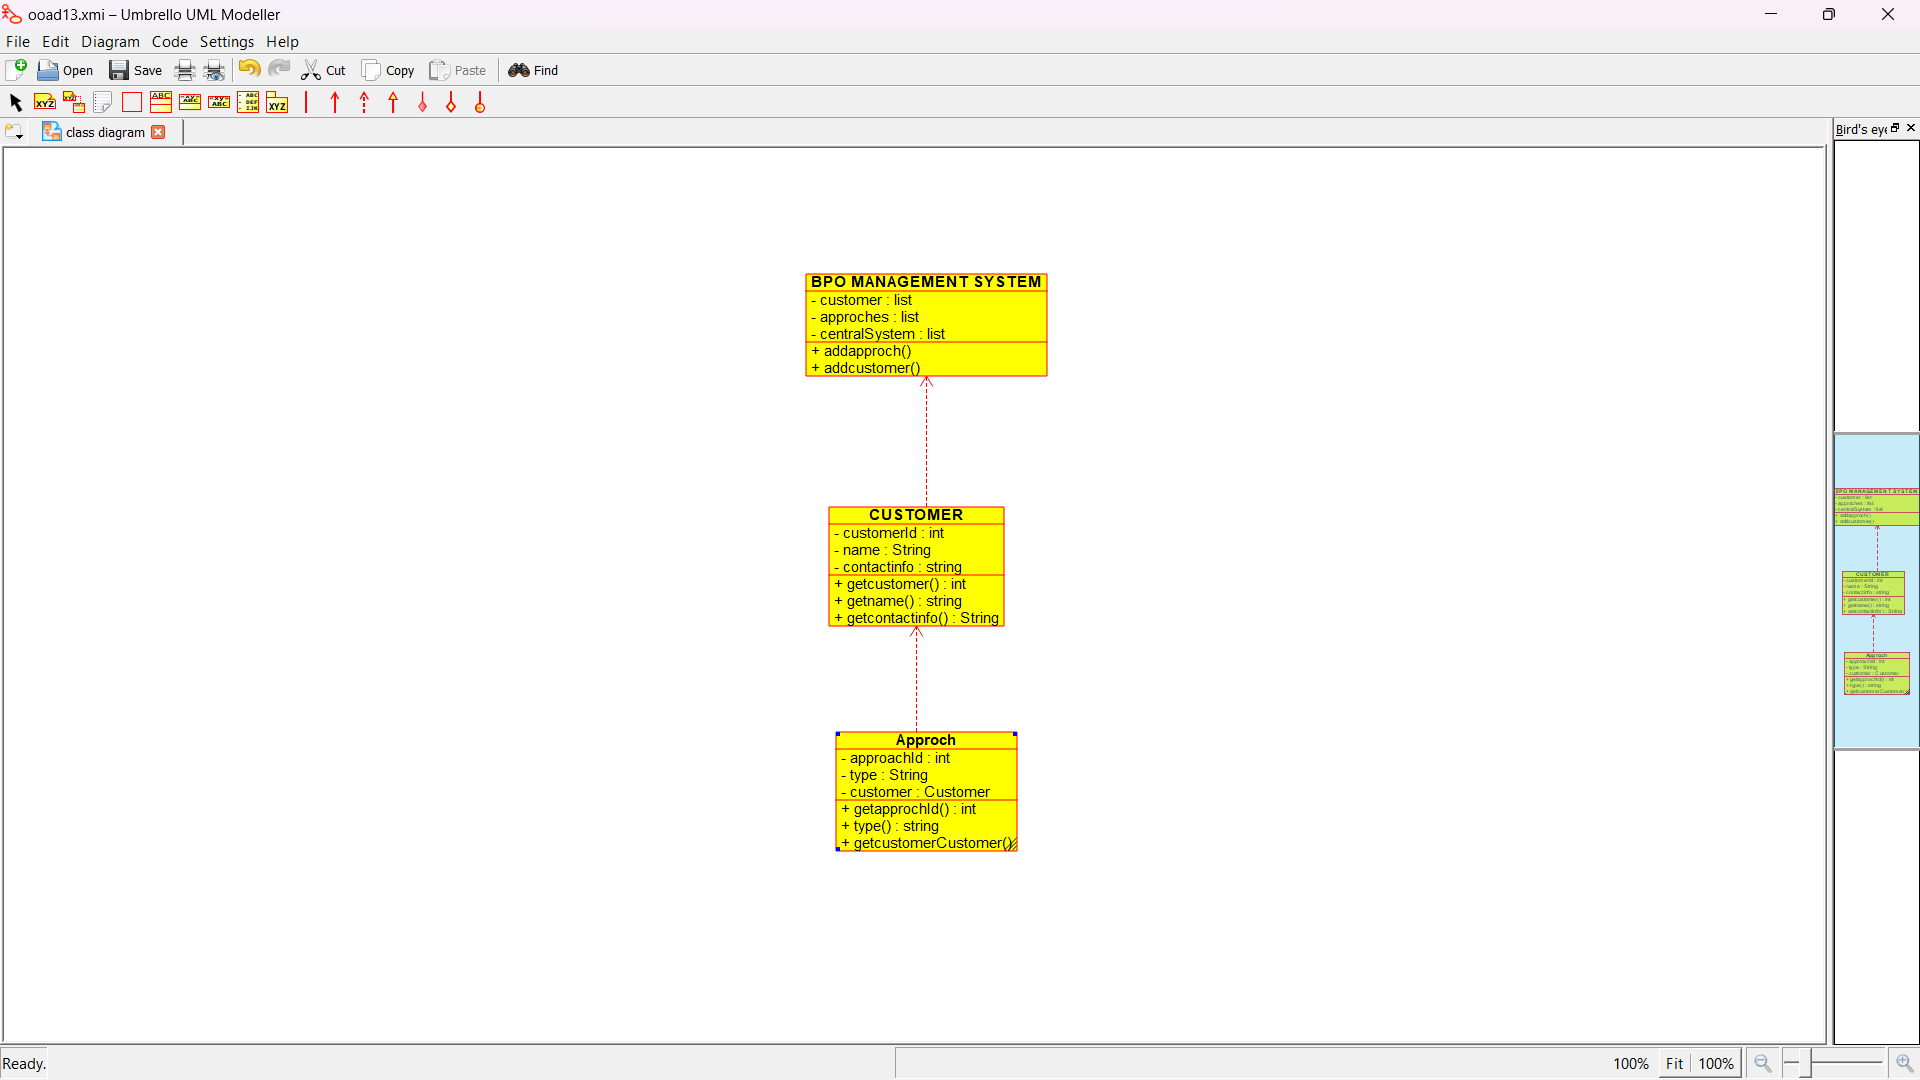 ooad13.xmi – Umbrello UML Modeller
File Edit Diagram Code Settings Help
Open Save Cut Copy Paste Find
class diagram
Bird's eye
BPO MANAGEMENT SYSTEM
- customer : list
- approches : list
- centralSystem : list
+ addapproch()
+ addcustomer()
CUSTOMER
- customerId : int
- name : String
- contactinfo : string
+ getcustomer() : int
+ getname() : string
+ getcontactinfo() : String
Approch
- approachId : int
- type : String
- customer : Customer
+ getapprochId() : int
+ type() : string
+ getcustomerCustomer()
Ready.
100% Fit 100%